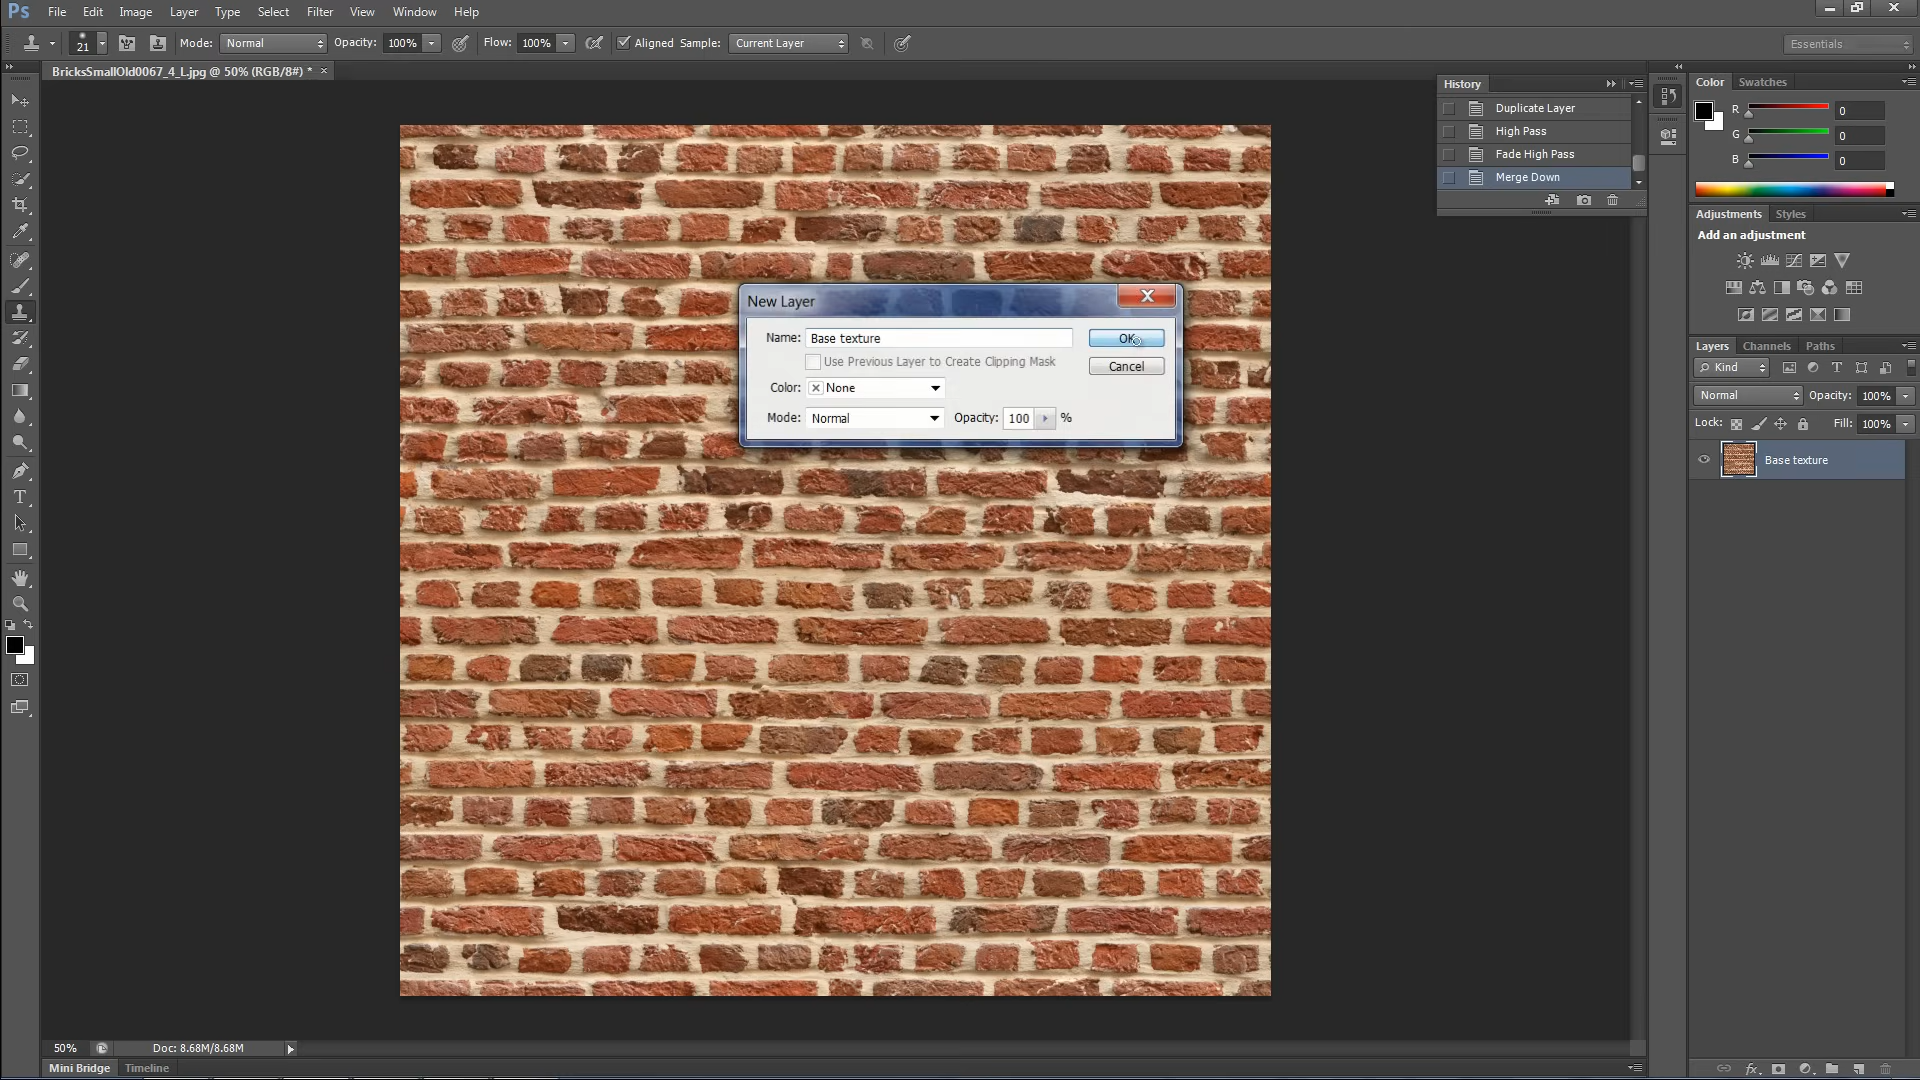 Ps File Edit Image Layer Type Select Filter View Window Help
21 Mode: Normal Opacity: 100% Flow: 100% Aligned Sample: Current Layer Essentials
BricksSmallOld0067_4_L.jpg @ 50% (RGB/8#) * ×
History
Duplicate Layer
High Pass
Fade High Pass
Merge Down
Color Swatches
R 0
G 0
B 0
Adjustments Styles
Add an adjustment
Layers Channels Paths
Kind
Normal Opacity: 100%
Lock: Fill: 100%
Base texture
New Layer
Name: Base texture OK
Use Previous Layer to Create Clipping Mask Cancel
Color: None
Mode: Normal Opacity: 100 %
50% Doc: 8.68M/8.68M
Mini Bridge Timeline